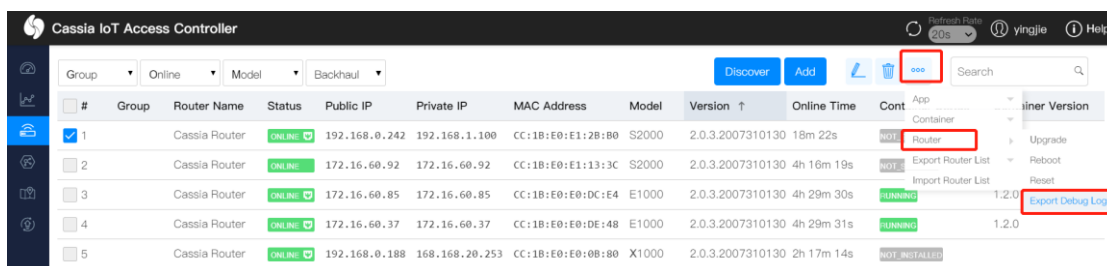 Cassia IoT Access Controller Refresh Rate 20s yingjie Help
Group Online Model Backhaul Discover Add Search
# Group Router Name Status Public IP Private IP MAC Address Model Version ↑ Online Time Container Version
App
Container
1 Cassia Router ONLINE 192.168.0.242 192.168.1.100 CC:1B:E0:E1:2B:B0 S2000 2.0.3.2007310130 18m 22s Router Upgrade
2 Cassia Router ONLINE 172.16.60.92 172.16.60.92 CC:1B:E0:E1:13:3C S2000 2.0.3.2007310130 4h 16m 19s Export Router List Reboot
Import Router List Reset
3 Cassia Router ONLINE 172.16.60.85 172.16.60.85 CC:1B:E0:E0:DC:E4 E1000 2.0.3.2007310130 4h 29m 30s RUNNING 1.2.0 Export Debug Log
4 Cassia Router ONLINE 172.16.60.37 172.16.60.37 CC:1B:E0:E0:DE:48 E1000 2.0.3.2007310130 4h 29m 31s RUNNING 1.2.0
5 Cassia Router ONLINE 192.168.0.188 168.168.20.253 CC:1B:E0:E0:0B:80 X1000 2.0.3.2007310130 2h 17m 14s NOT_INSTALLED